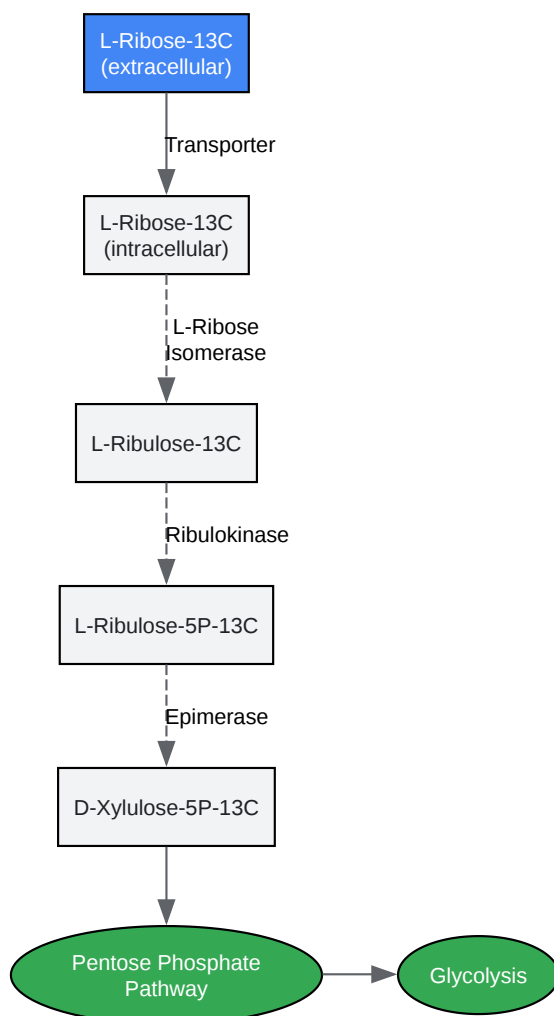 L-Ribose-13C
(extracellular)
Transporter
L-Ribose-13C
(intracellular)
L-Ribose
Isomerase
L-Ribulose-13C
Ribulokinase
L-Ribulose-5P-13C
Epimerase
D-Xylulose-5P-13C
Pentose Phosphate
Pathway
Glycolysis